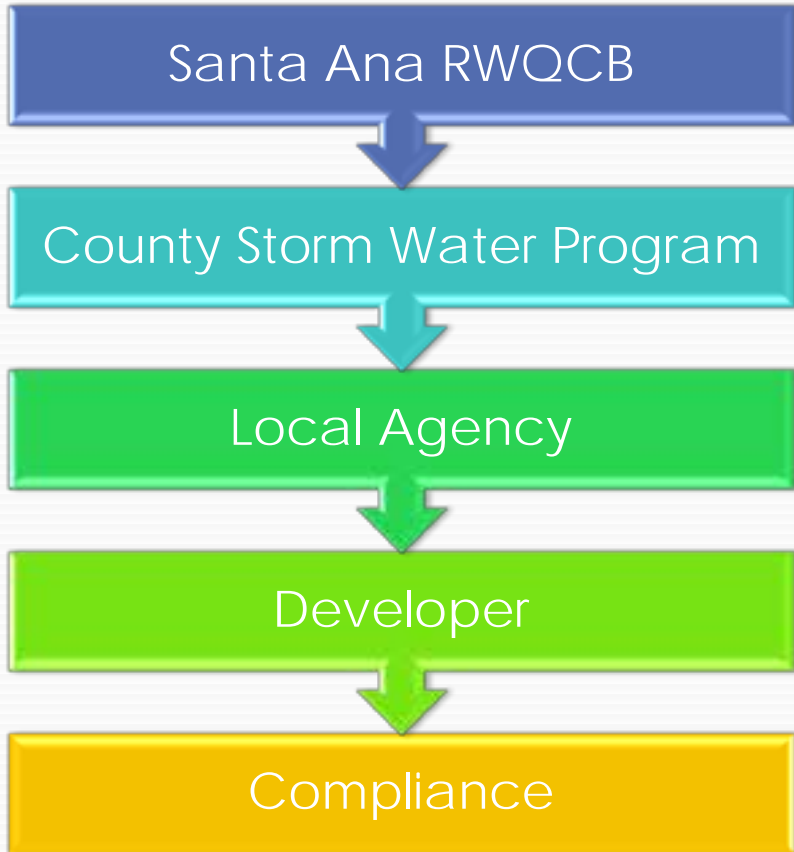 Santa Ana RWQCB
County Storm Water Program
Local Agency
Developer
Compliance